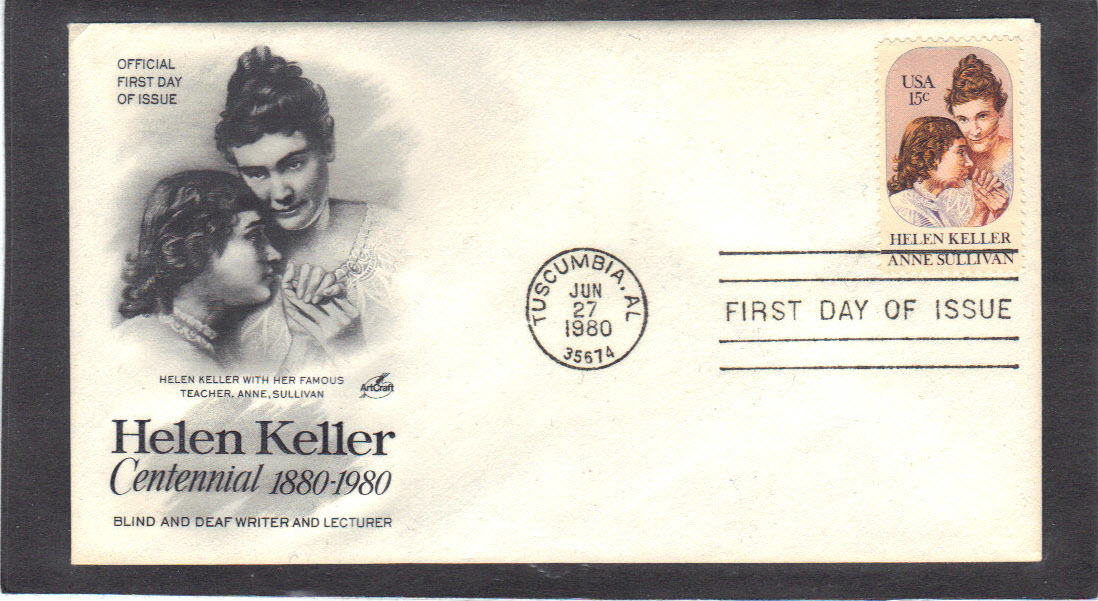 OFFICIAL
FIRST DAY
OF ISSUE
HELEN KELLER WITH HER FAMOUS
TEACHER, ANNE, SULLIVAN
ArtCraft
Helen Keller
Centennial 1880-1980
BLIND AND DEAF WRITER AND LECTURER
TUSCUMBIA, AL
JUN
27
1980
35674
USA
15c
HELEN KELLER
ANNE SULLIVAN
FIRST DAY OF ISSUE